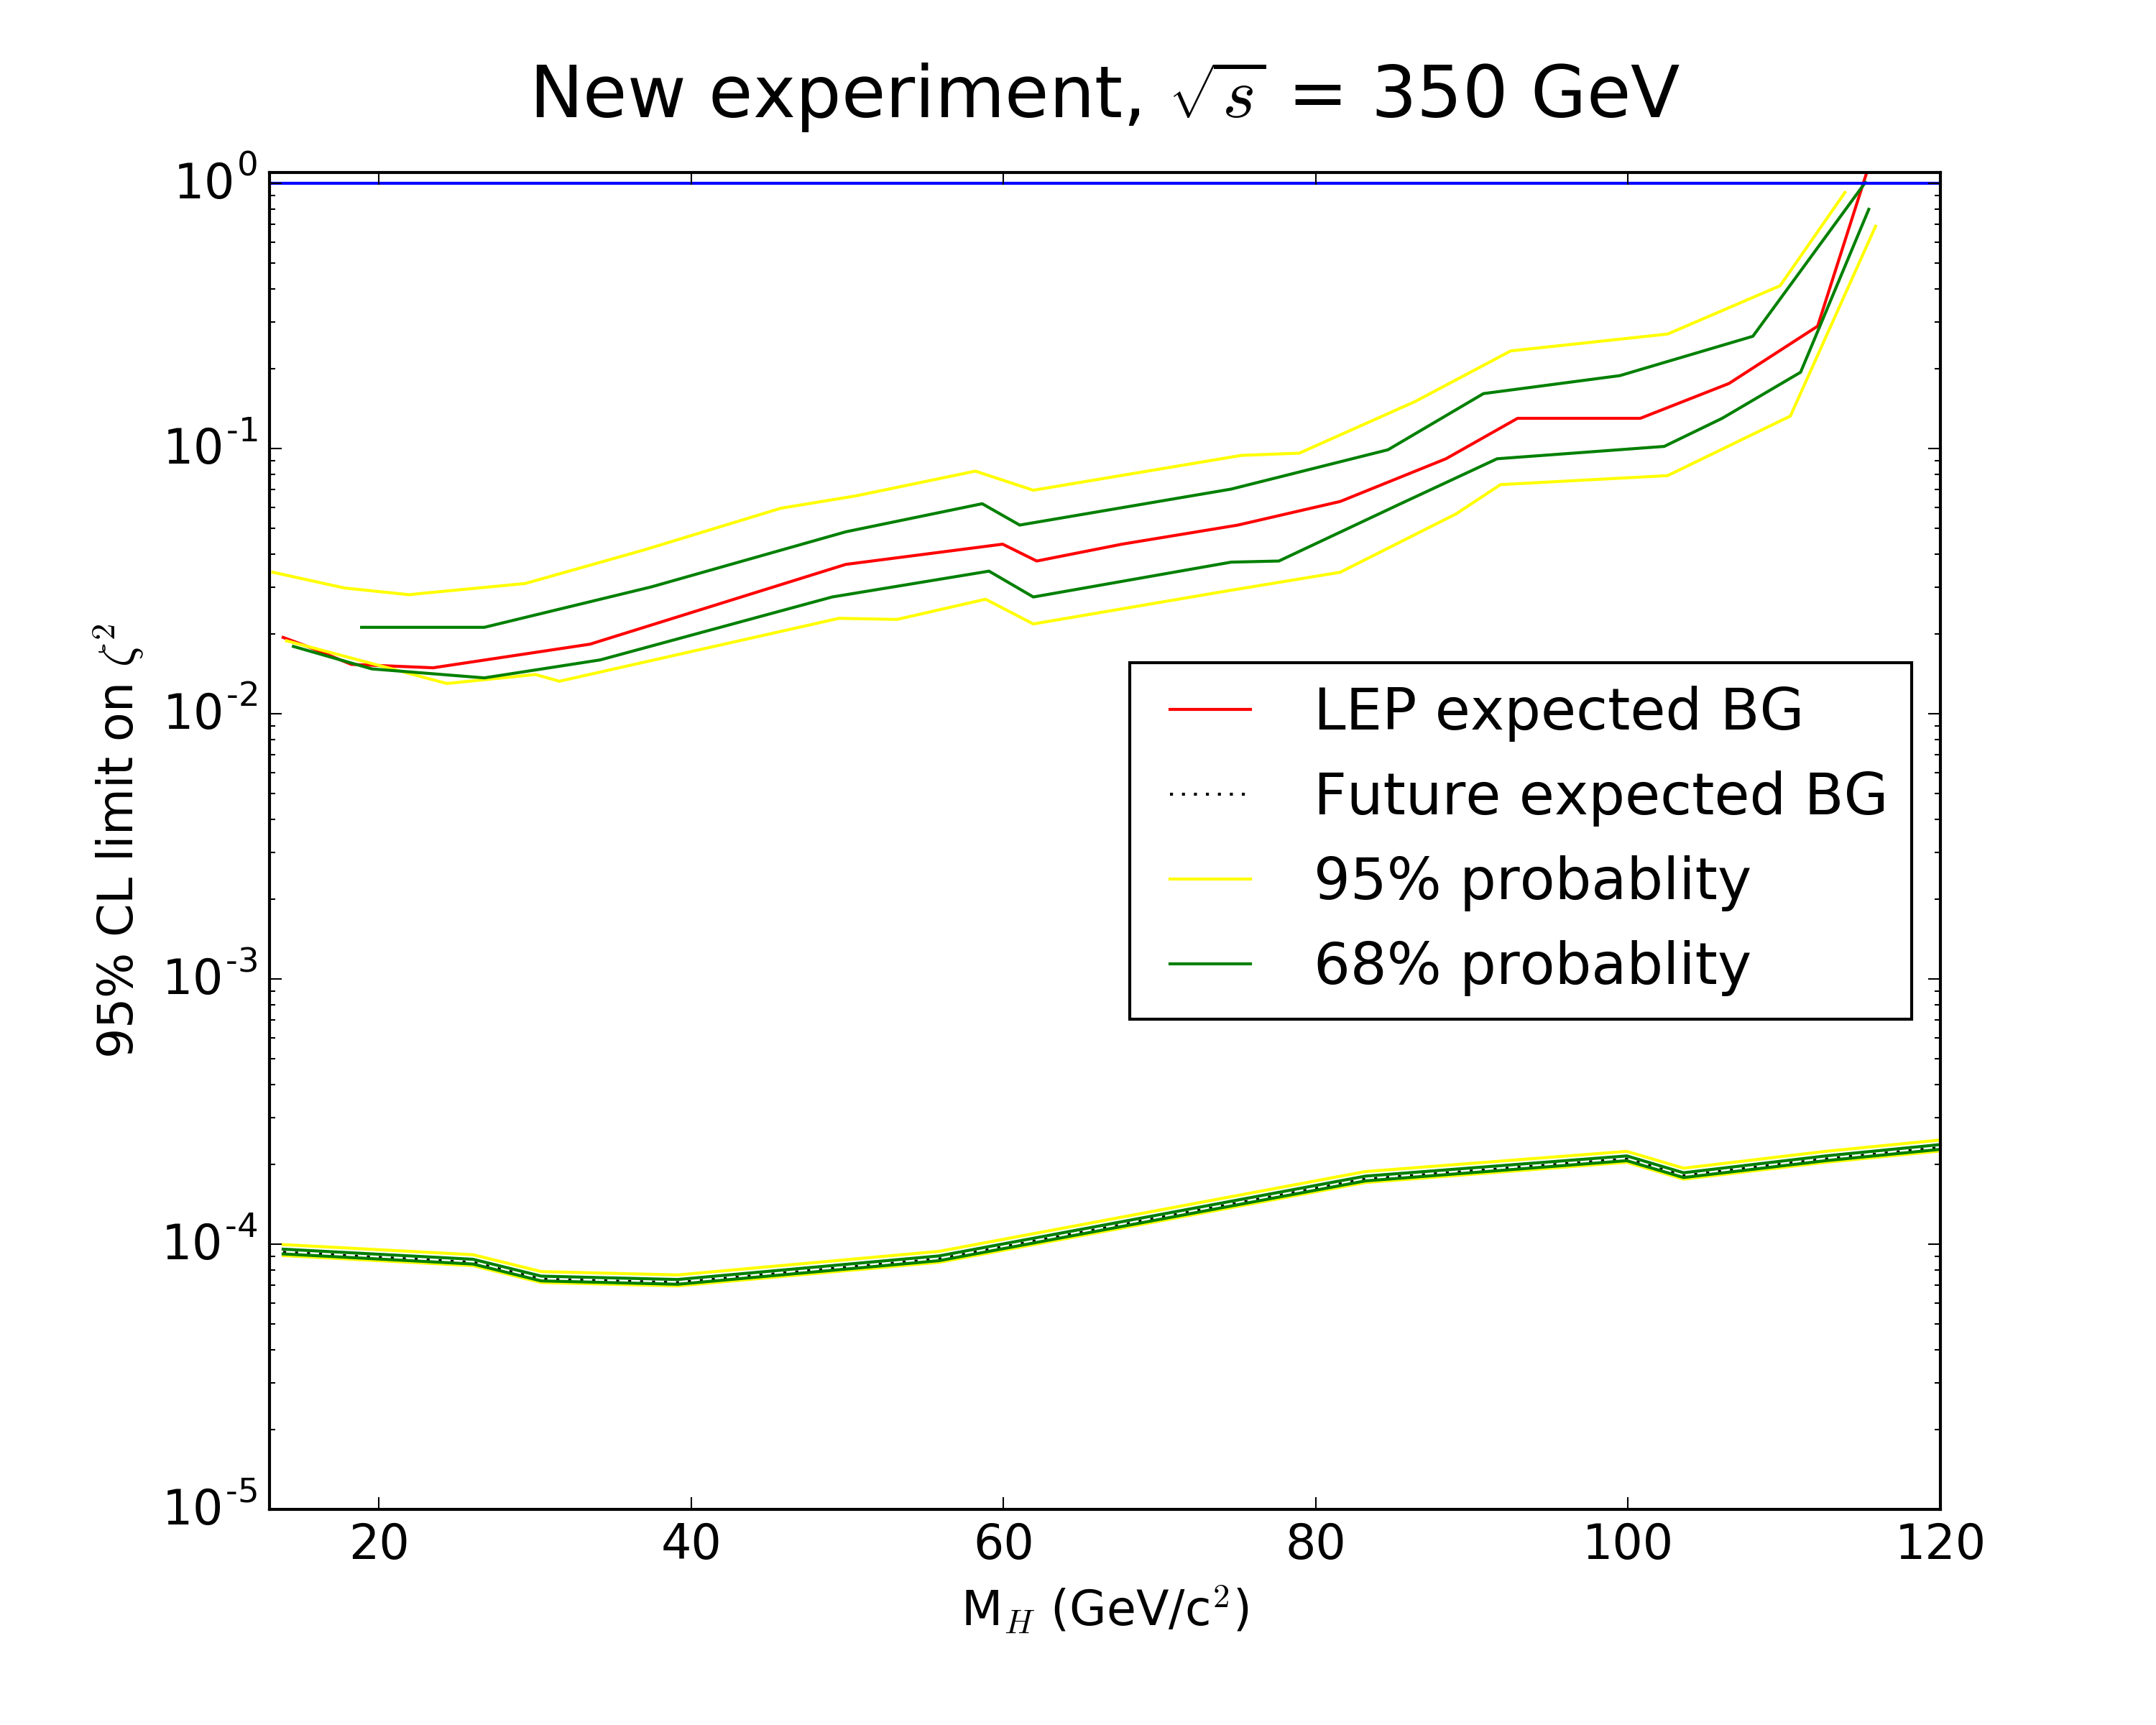 New experiment, √s = 350 GeV
10⁰
10⁻¹
10⁻²
10⁻³
10⁻⁴
10⁻⁵
95% CL limit on ζ²
LEP expected BG
Future expected BG
95% probablity
68% probablity
20 40 60 80 100 120
M_H (GeV/c²)